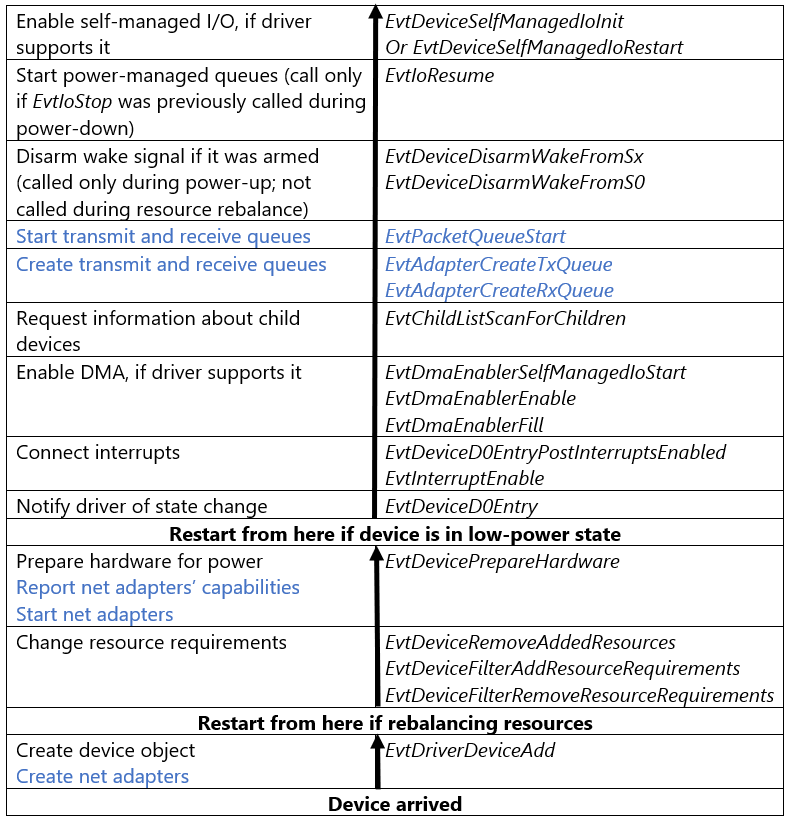 Enable self-managed I/O, if driver
supports it
EvtDeviceSelfManagedIoInit
Or EvtDeviceSelfManagedIoRestart
Start power-managed queues (call only
if EvtIoStop was previously called during
power-down)
EvtIoResume
Disarm wake signal if it was armed
(called only during power-up; not
called during resource rebalance)
EvtDeviceDisarmWakeFromSx
EvtDeviceDisarmWakeFromS0
Start transmit and receive queues
EvtPacketQueueStart
Create transmit and receive queues
EvtAdapterCreateTxQueue
EvtAdapterCreateRxQueue
Request information about child
devices
EvtChildListScanForChildren
Enable DMA, if driver supports it
EvtDmaEnablerSelfManagedIoStart
EvtDmaEnablerEnable
EvtDmaEnablerFill
Connect interrupts
EvtDeviceD0EntryPostInterruptsEnabled
EvtInterruptEnable
Notify driver of state change
EvtDeviceD0Entry
Restart from here if device is in low-power state
Prepare hardware for power
Report net adapters’ capabilities
Start net adapters
EvtDevicePrepareHardware
Change resource requirements
EvtDeviceRemoveAddedResources
EvtDeviceFilterAddResourceRequirements
EvtDeviceFilterRemoveResourceRequirements
Restart from here if rebalancing resources
Create device object
Create net adapters
EvtDriverDeviceAdd
Device arrived